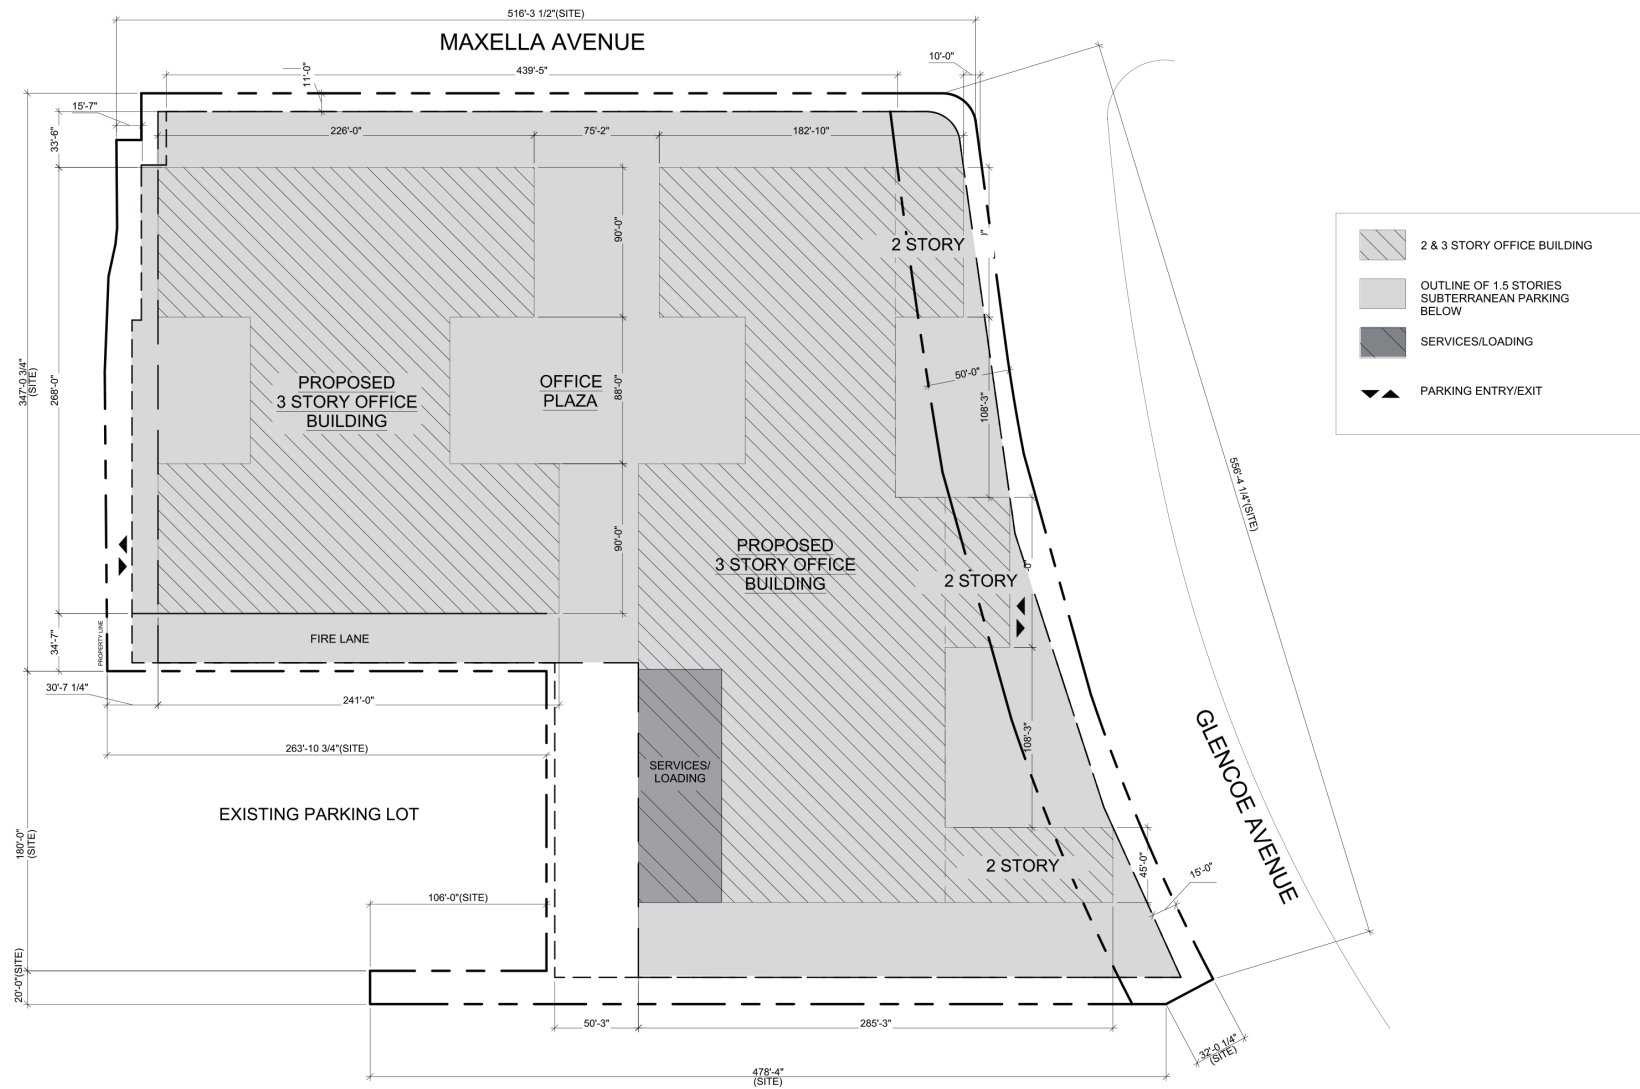 516'-3 1/2"(SITE)
MAXELLA AVENUE
10'-0"
439'-5"
11'-0"
15'-7"
33'-6"
226'-0"
75'-2"
182'-10"
90'-0"
2 STORY
2 & 3 STORY OFFICE BUILDING
OUTLINE OF 1.5 STORIES
SUBTERRANEAN PARKING
BELOW
SERVICES/LOADING
PARKING ENTRY/EXIT
347'-0 3/4"
(SITE)
268'-0"
PROPOSED
3 STORY OFFICE
BUILDING
OFFICE
PLAZA
88'-0"
50'-0"
108'-3"
556'-4 1/4"(SITE)
90'-0"
PROPOSED
3 STORY OFFICE
BUILDING
2 STORY
34'-7"
PROPERTY LINE
FIRE LANE
30'-7 1/4"
241'-0"
263'-10 3/4"(SITE)
108'-3"
SERVICES/
LOADING
GLENCOE AVENUE
EXISTING PARKING LOT
180'-0"
(SITE)
2 STORY
45'-0"
15'-0"
106'-0"(SITE)
20'-0"(SITE)
50'-3"
285'-3"
32'-0 1/4"
(SITE)
478'-4"
(SITE)